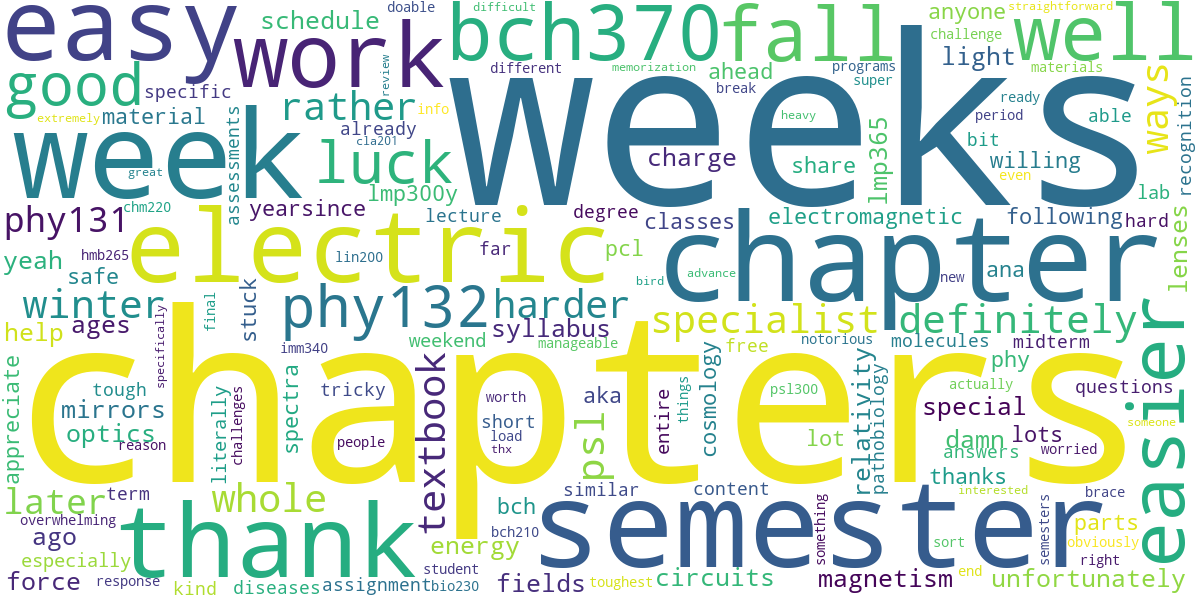 easy
work
schedule
doable
difficult
bch370
fall
anyone
straightforward
well
challenge
good
specific
review
different
memorization
ahead
break
programs
super
light
materials
ways
recognition
extremely
material
rather
info
already
cla201
weeks
week
luck
lmp300y
charge
share
heavy
lmp365
ready
period
able
bit
willing
even
lab
great
assessments
phy131
chm220
yearsince
lecture
degree
classes
electromagnetic
following
hard
lenses
yeah
hmb265
safe
electric
lin200
far
pcl
bird
advance
chapter
ana
new
winter
final
stuck
phy132
harder
specialist
definitely
help
ages
specifically
syllabus
weekend
manageable
imm340
free
notorious
molecules
midterm
phy
easier
appreciate
tough
mirrors
optics
reason
literally
challenges
spectra
tricky
people
chapters
textbook
worth
short
load
thx
aka
psl
entire
things
cosmology
psl300
lot
relativity
pathobiology
actually
questions
special
damn
answers
lots
worried
someone
thanks
later
term
whole
bch
similar
content
interested
brace
overwhelming
ago
thank
bch210
semester
something
semesters
sort
parts
obviously
right
especially
energy
force
response
kind
diseases
assignment
student
bio230
fields
toughest
circuits
magnetism
end
unfortunately